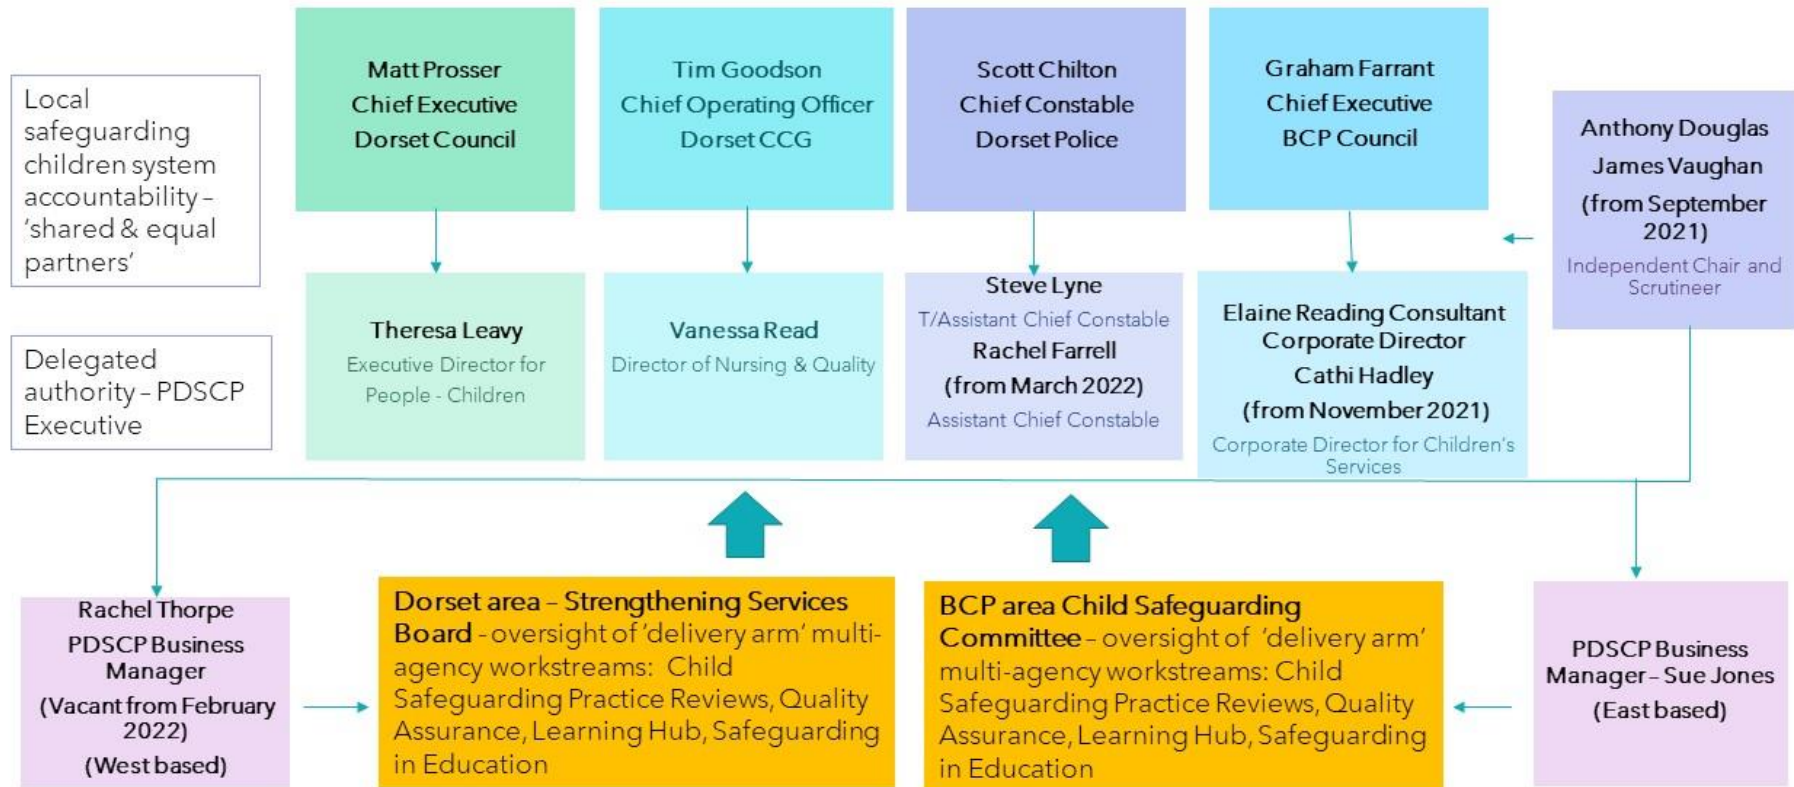 Local
safeguarding
children system
accountability –
‘shared & equal
partners’
Matt Prosser
Chief Executive
Dorset Council
Tim Goodson
Chief Operating Officer
Dorset CCG
Scott Chilton
Chief Constable
Dorset Police
Graham Farrant
Chief Executive
BCP Council
Anthony Douglas
James Vaughan
(from September
2021)
Independent Chair and
Scrutineer
Delegated
authority – PDSCP
Executive
Theresa Leavy
Executive Director for
People - Children
Vanessa Read
Director of Nursing & Quality
Steve Lyne
T/Assistant Chief Constable
Rachel Farrell
(from March 2022)
Assistant Chief Constable
Elaine Reading Consultant
Corporate Director
Cathi Hadley
(from November 2021)
Corporate Director for Children’s
Services
Rachel Thorpe
PDSCP Business
Manager
(Vacant from February
2022)
(West based)
Dorset area – Strengthening Services
Board - oversight of ‘delivery arm’ multi-
agency workstreams: Child
Safeguarding Practice Reviews, Quality
Assurance, Learning Hub, Safeguarding
in Education
BCP area Child Safeguarding
Committee – oversight of ‘delivery arm’
multi-agency workstreams: Child
Safeguarding Practice Reviews, Quality
Assurance, Learning Hub, Safeguarding
in Education
PDSCP Business
Manager – Sue Jones
(East based)